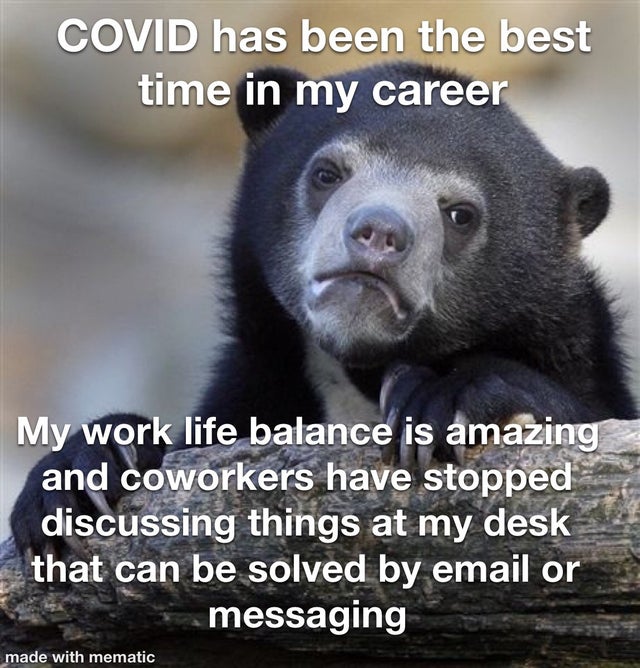 COVID has been the best
time in my career
My work life balance is amazing
and coworkers have stopped
discussing things at my desk
that can be solved by email or
messaging
made with mematic